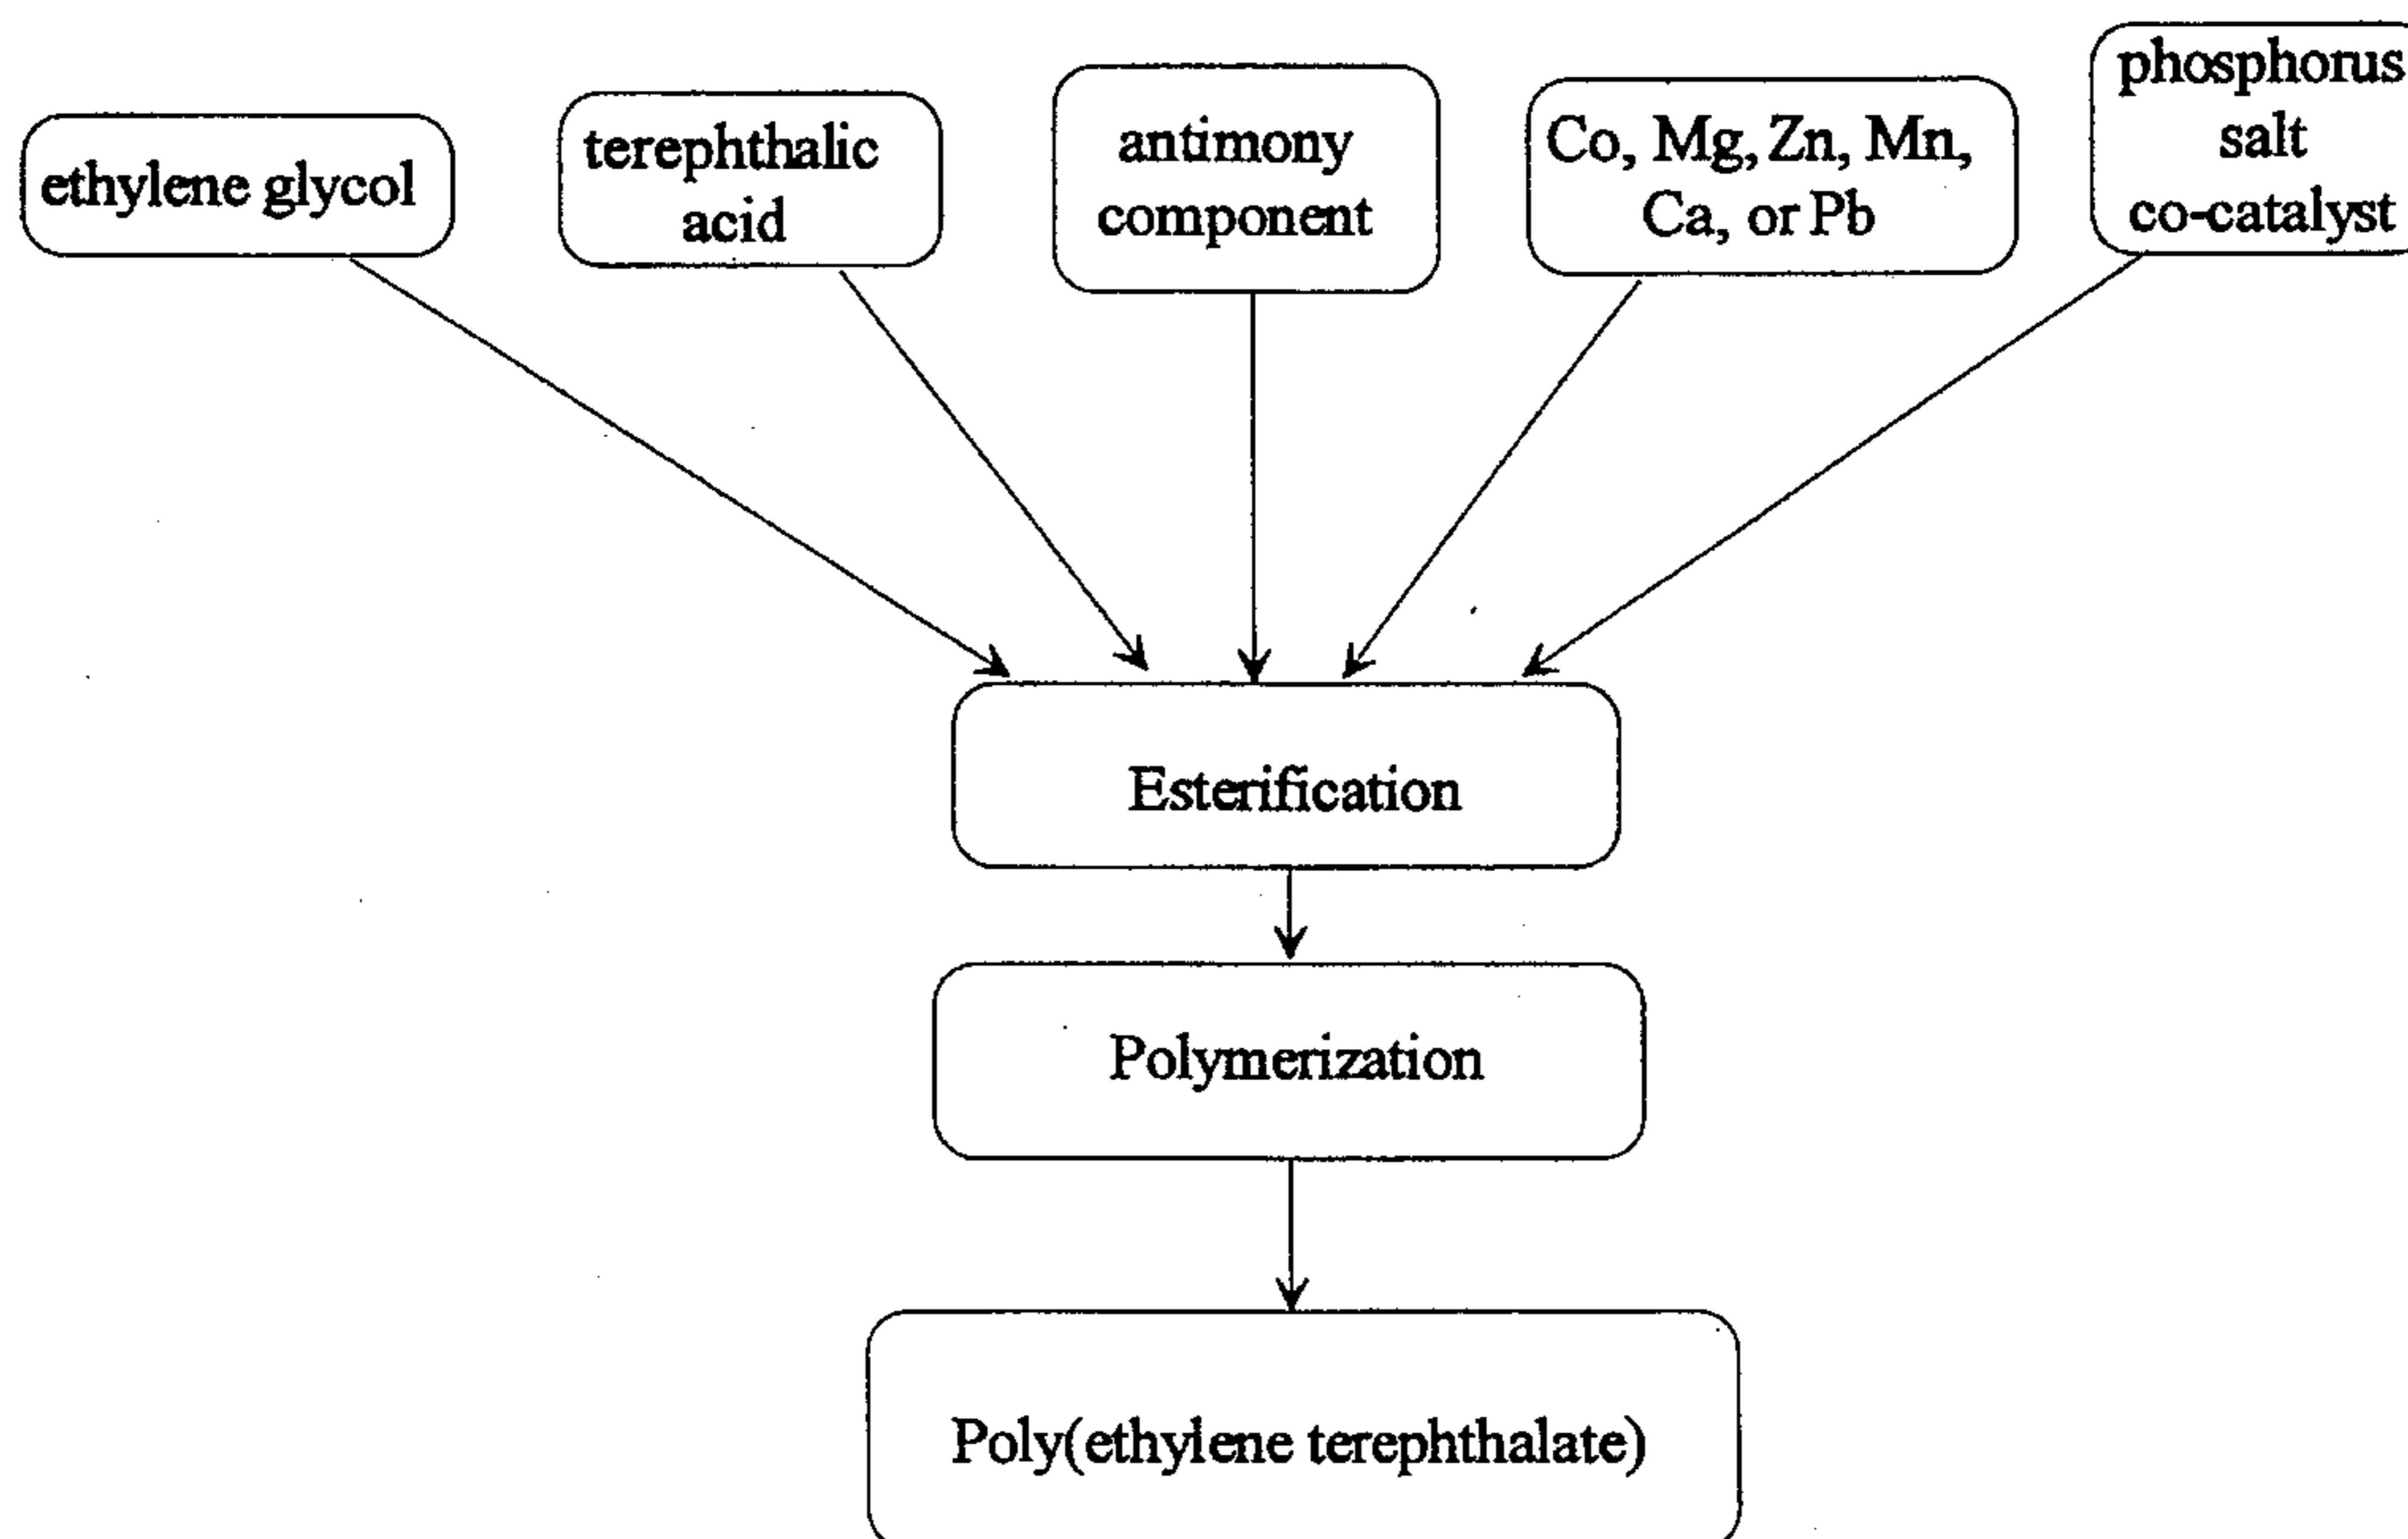 ethylene glycol
terephthalic
acid
antimony
component
Co, Mg, Zn, Mn,
Ca, or Pb
phosphorus
salt
co-catalyst
Esterification
Polymerization
Poly(ethylene terephthalate)